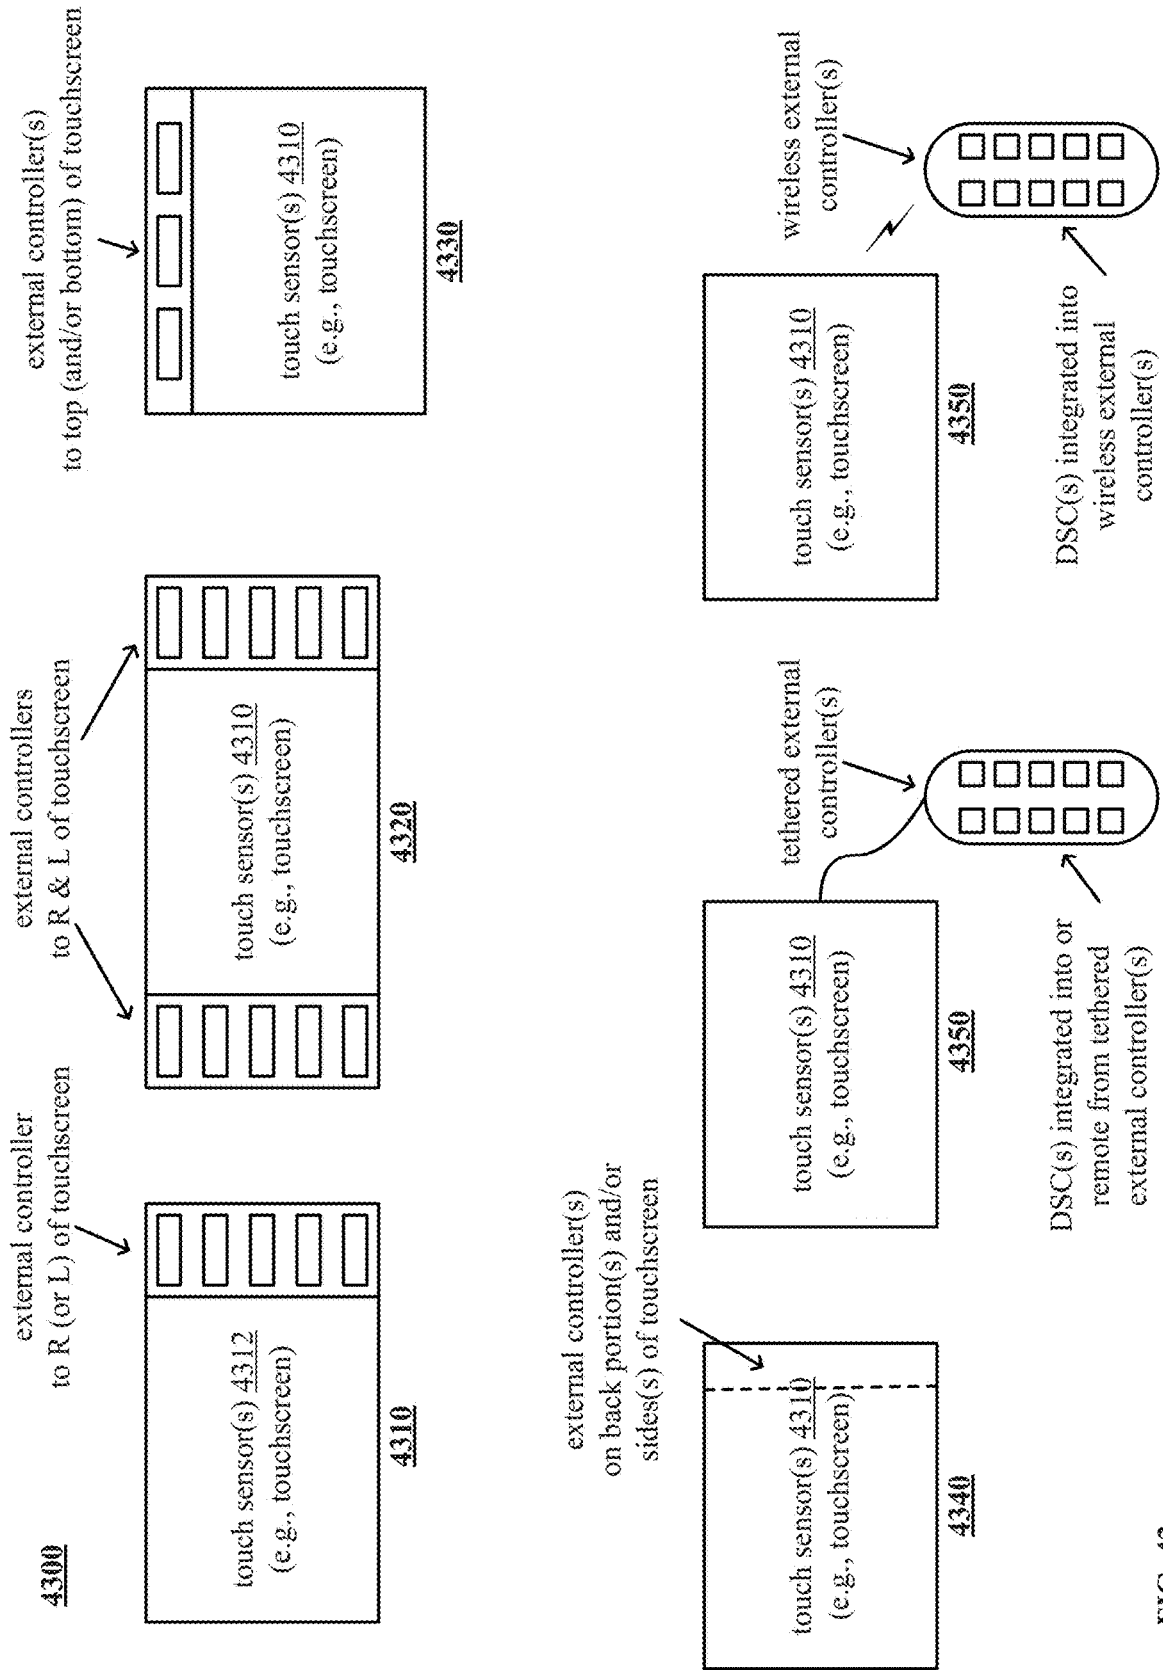 4300
external controller
to R (or L) of touchscreen
touch sensor(s) 4312
(e.g., touchscreen)
4310
external controllers
to R & L of touchscreen
touch sensor(s) 4310
(e.g., touchscreen)
4320
external controller(s)
to top (and/or bottom) of touchscreen
touch sensor(s) 4310
(e.g., touchscreen)
4330
external controller(s)
on back portion(s) and/or
sides(s) of touchscreen
touch sensor(s) 4310
(e.g., touchscreen)
4340
tethered external
controller(s)
touch sensor(s) 4310
(e.g., touchscreen)
4350
DSC(s) integrated into or
remote from tethered
external controller(s)
wireless external
controller(s)
touch sensor(s) 4310
(e.g., touchscreen)
4350
DSC(s) integrated into
wireless external
controller(s)